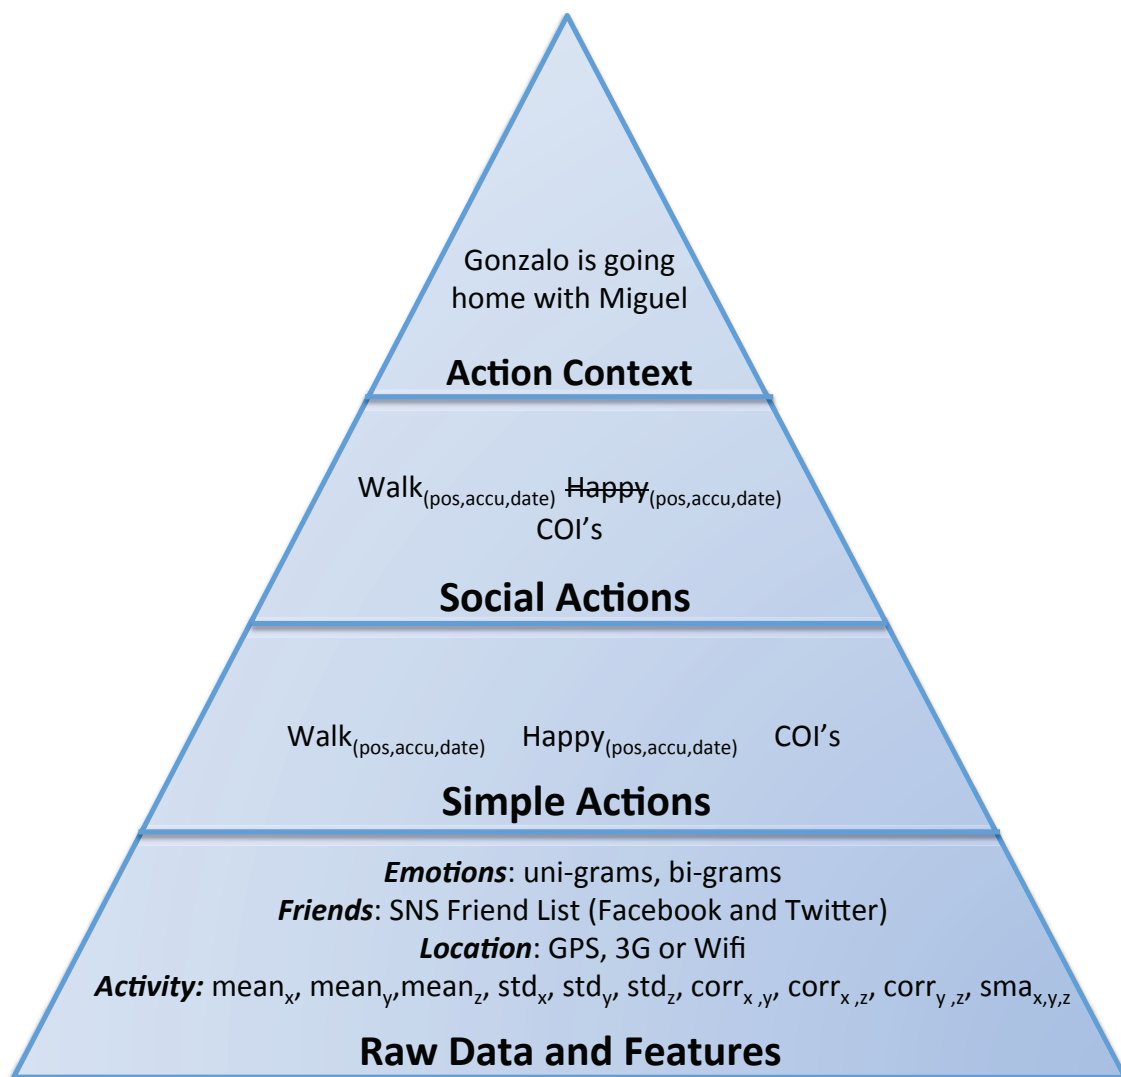 Gonzalo is going
home with Miguel
Action Context
Walk(pos,accu,date) Happy(pos,accu,date)
COI's
Social Actions
Walk(pos,accu,date) Happy(pos,accu,date) COI's
Simple Actions
Emotions: uni-grams, bi-grams
Friends: SNS Friend List (Facebook and Twitter)
Location: GPS, 3G or Wifi
Activity: meanx, meany,meanz, stdx, stdy, stdz, corrx ,y, corrx ,z, corry ,z, smax,y,z
Raw Data and Features